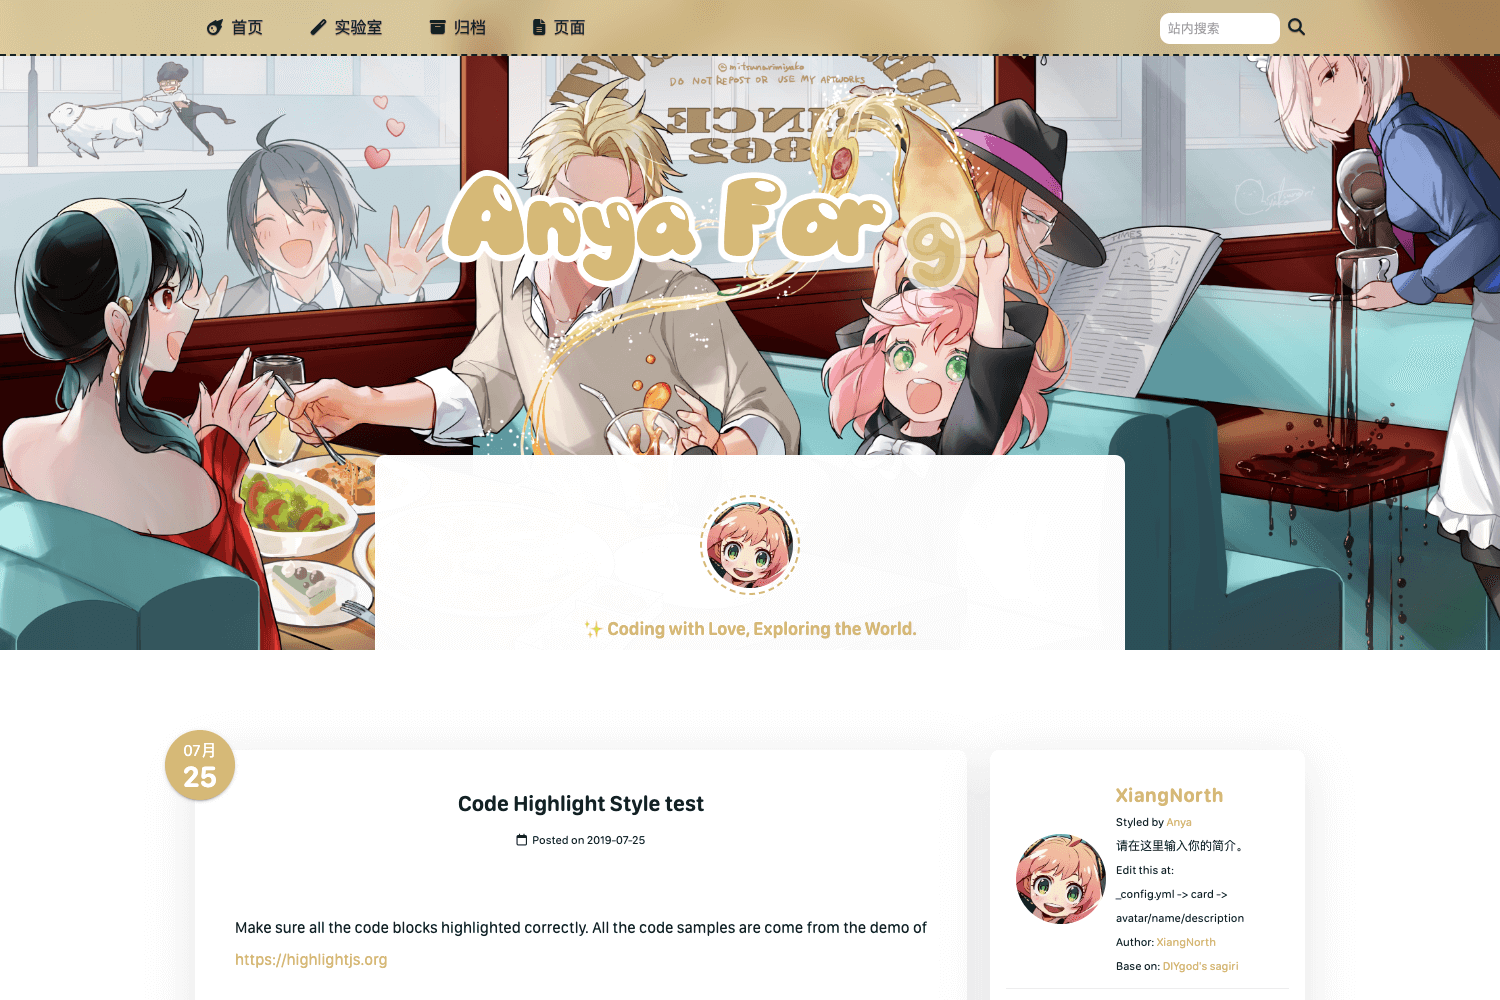 首页 实验室 归档 页面
站内搜索
@mitsunarimiyako
DO NOT REPOST OR USE MY ARTWORKS
SINCE
1862
TIMES
Anya Forg
✨ Coding with Love, Exploring the World.
07月
25
Code Highlight Style test
Posted on 2019-07-25
Make sure all the code blocks highlighted correctly. All the code samples are come from the demo of
https://highlightjs.org
XiangNorth
Styled by Anya
请在这里输入你的简介。
Edit this at:
_config.yml -> card ->
avatar/name/description
Author: XiangNorth
Base on: DIYgod's sagiri